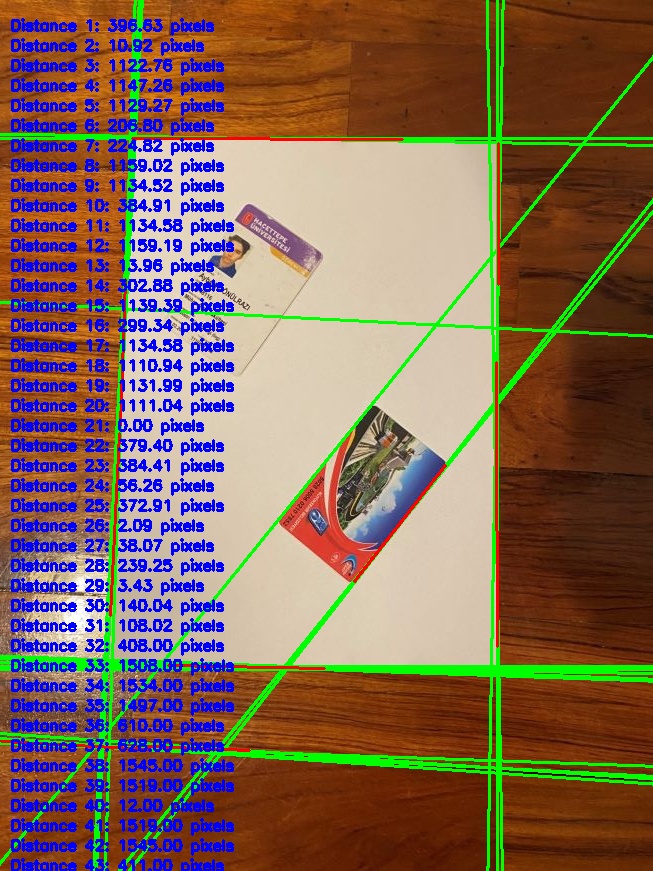 Distance 1: 396.63 pixels
Distance 2: 10.92 pixels
Distance 3: 1122.76 pixels
Distance 4: 1147.26 pixels
Distance 5: 1129.27 pixels
Distance 6: 206.80 pixels
Distance 7: 224.82 pixels
Distance 8: 1159.02 pixels
Distance 9: 1134.52 pixels
Distance 10: 384.91 pixels
Distance 11: 1134.58 pixels
Distance 12: 1159.19 pixels
Distance 13: 13.96 pixels
Distance 14: 302.88 pixels
Distance 15: 1139.39 pixels
Distance 16: 299.34 pixels
Distance 17: 1134.58 pixels
Distance 18: 1110.94 pixels
Distance 19: 1131.99 pixels
Distance 20: 1111.04 pixels
Distance 21: 0.00 pixels
Distance 22: 379.40 pixels
Distance 23: 384.41 pixels
Distance 24: 56.26 pixels
Distance 25: 372.91 pixels
Distance 26: 2.09 pixels
Distance 27: 38.07 pixels
Distance 28: 239.25 pixels
Distance 29: 3.43 pixels
Distance 30: 140.04 pixels
Distance 31: 108.02 pixels
Distance 32: 408.00 pixels
Distance 33: 1508.00 pixels
Distance 34: 1534.00 pixels
Distance 35: 1497.00 pixels
Distance 36: 610.00 pixels
Distance 37: 628.00 pixels
Distance 38: 1545.00 pixels
Distance 39: 1519.00 pixels
Distance 40: 12.00 pixels
Distance 41: 1519.00 pixels
Distance 42: 1545.00 pixels
Distance 43: 411.00 pixels
HACETTEPE
ÜNİVERSİTESİ